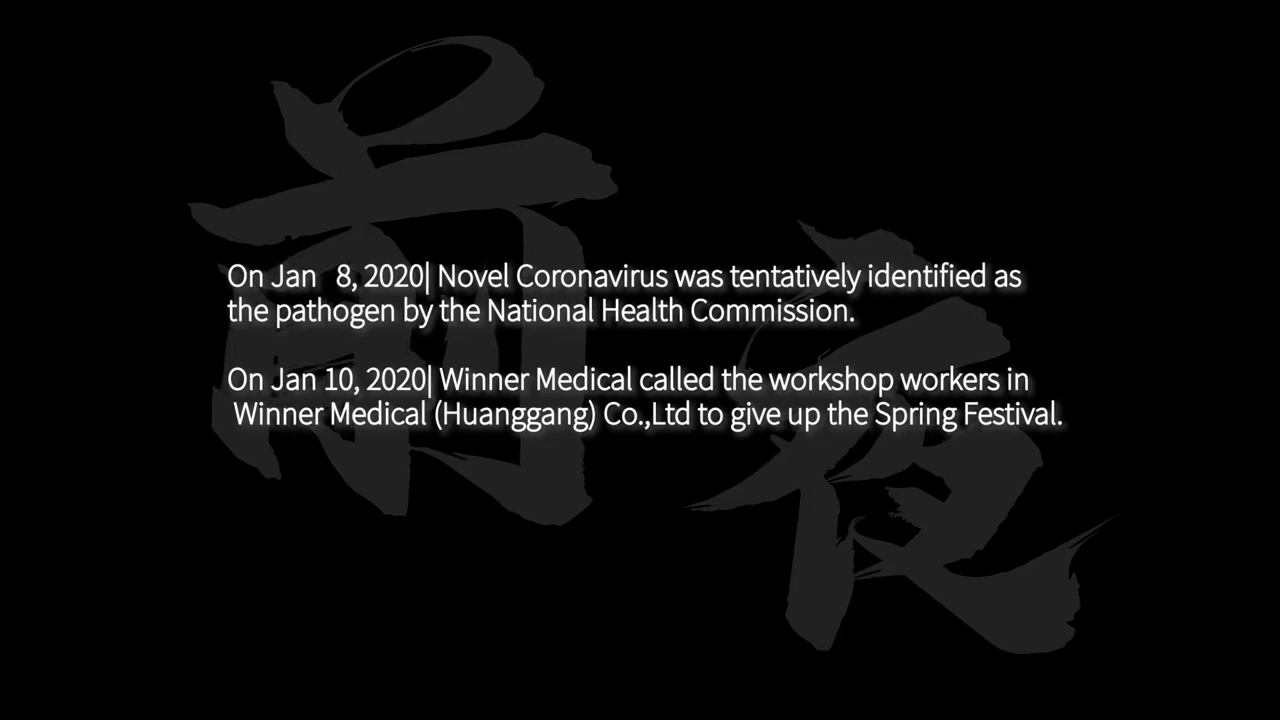 前夜
On Jan 8, 2020| Novel Coronavirus was tentatively identified as
the pathogen by the National Health Commission.
On Jan 10, 2020| Winner Medical called the workshop workers in
Winner Medical (Huanggang) Co.,Ltd to give up the Spring Festival.